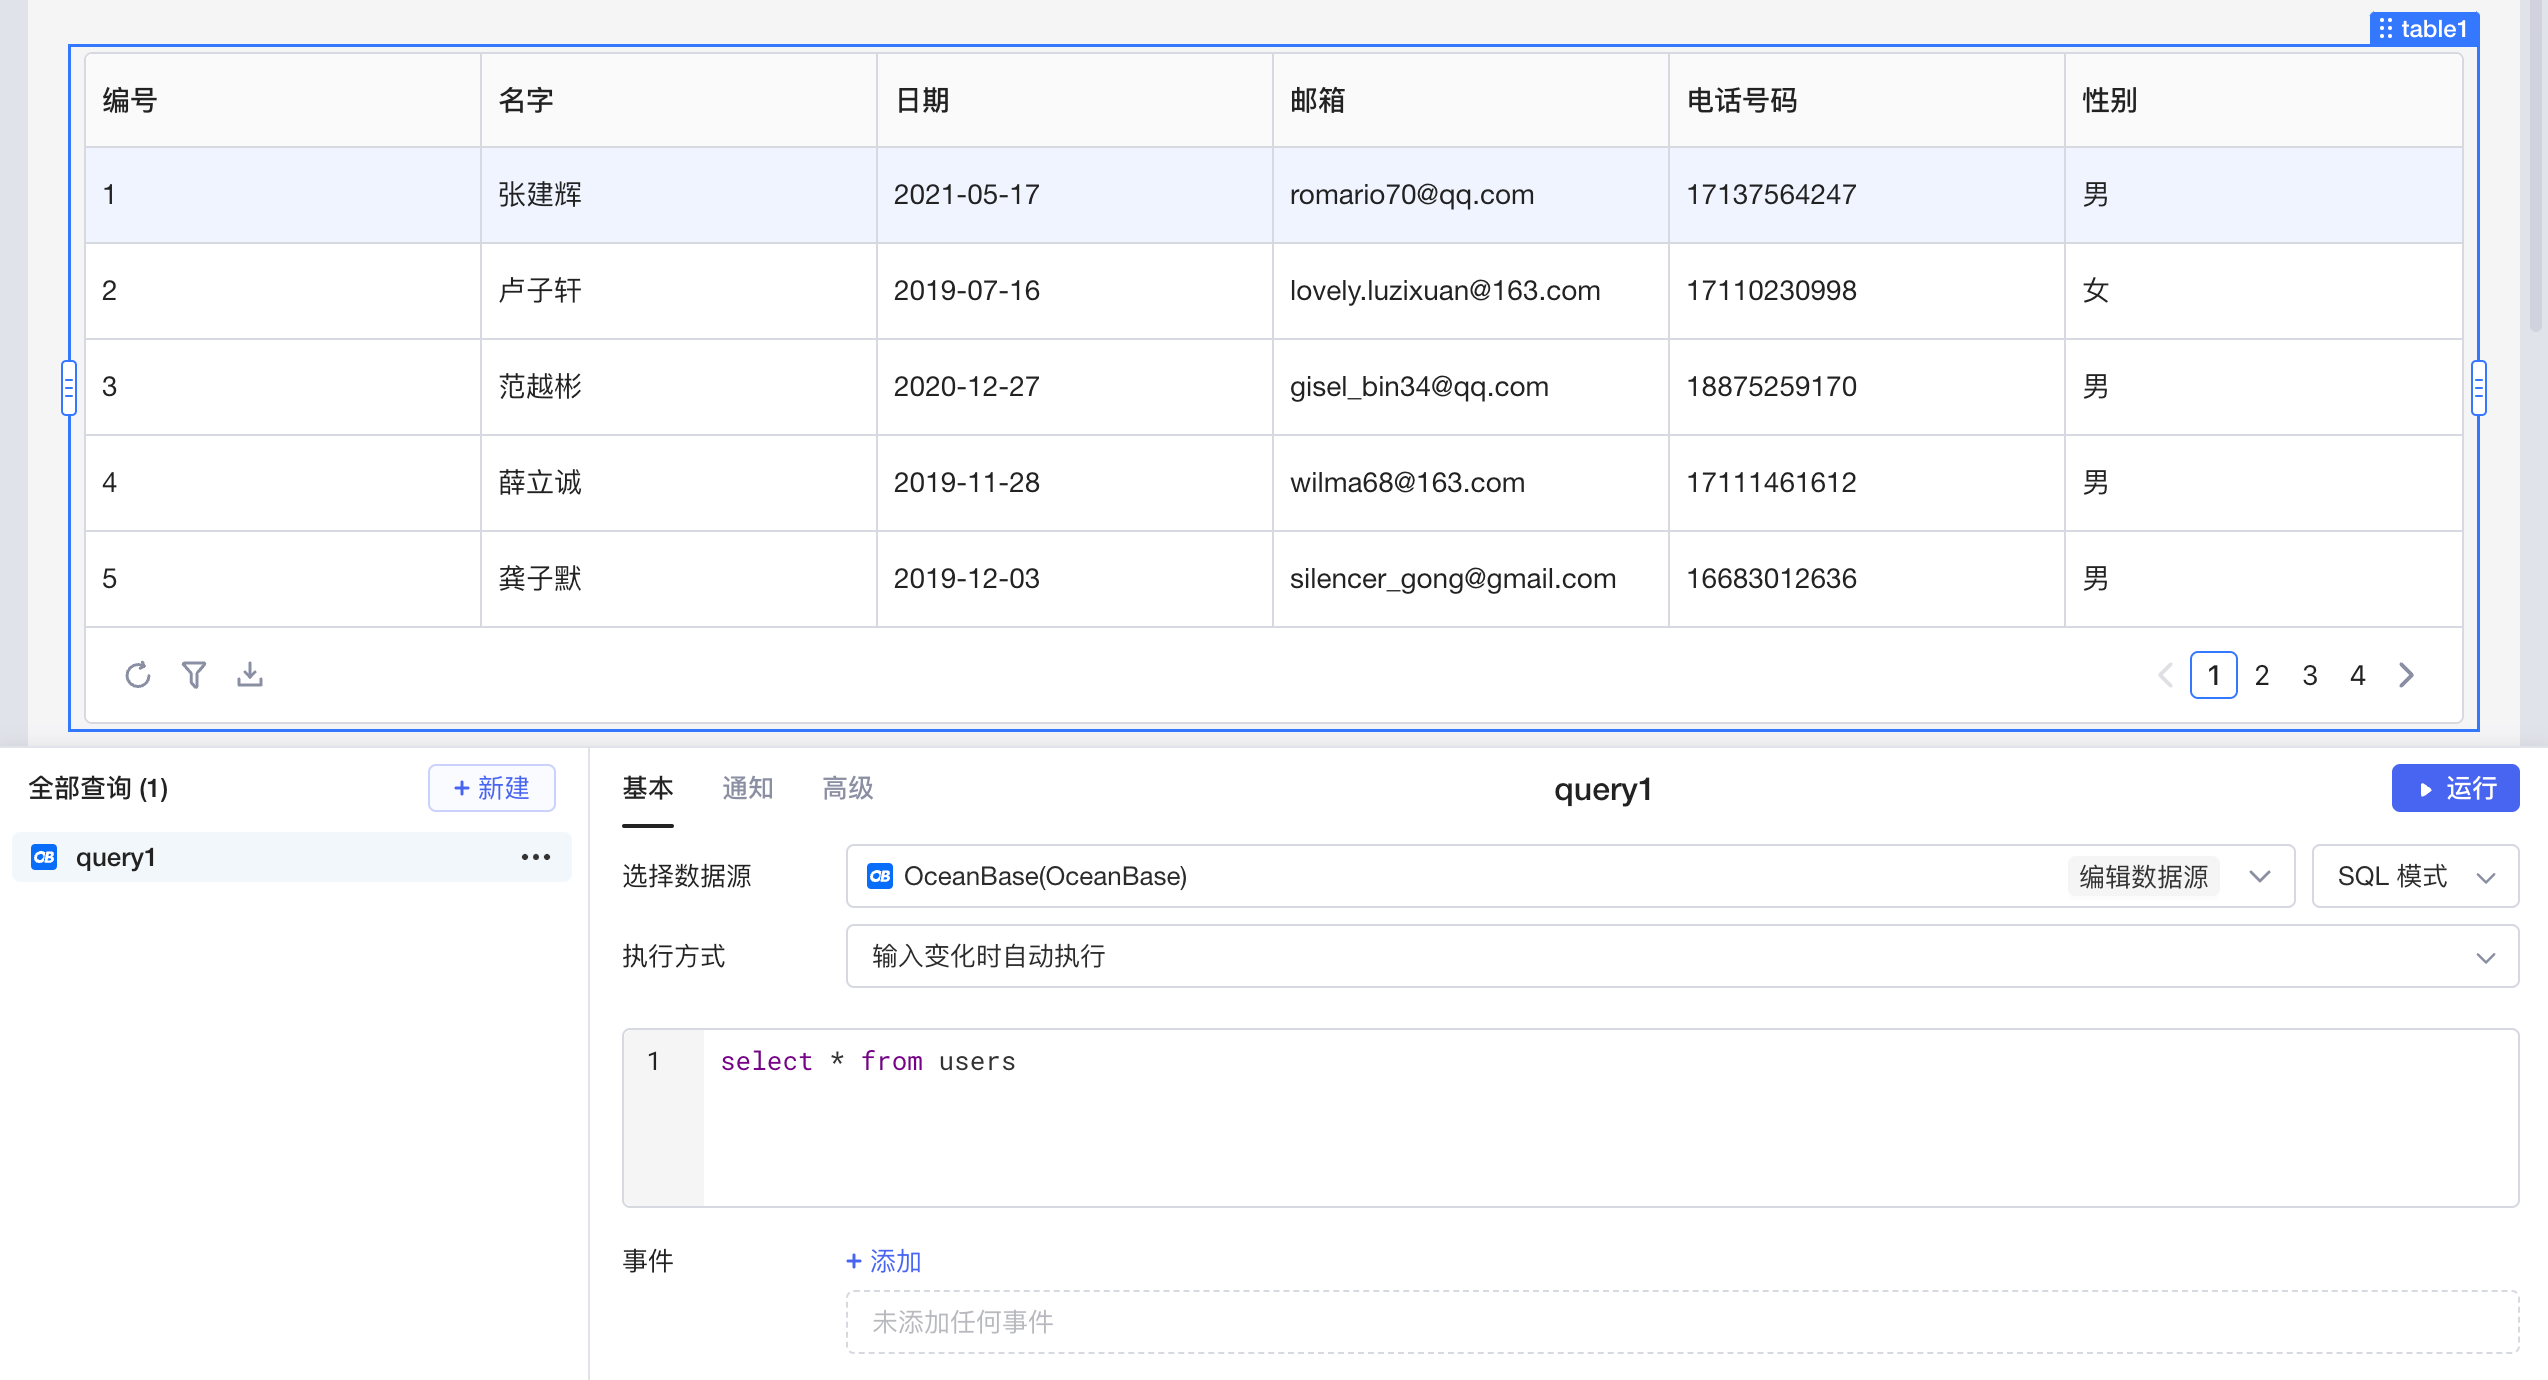 table1
编号 名字 日期 邮箱 电话号码 性别
1 张建辉 2021-05-17 romario70@qq.com 17137564247 男
2 卢子轩 2019-07-16 lovely.luzixuan@163.com 17110230998 女
3 范越彬 2020-12-27 gisel_bin34@qq.com 18875259170 男
4 薛立诚 2019-11-28 wilma68@163.com 17111461612 男
5 龚子默 2019-12-03 silencer_gong@gmail.com 16683012636 男
1 2 3 4
全部查询 (1) + 新建
OB query1
基本 通知 高级 query1 运行
选择数据源 OB OceanBase(OceanBase) 编辑数据源 SQL 模式
执行方式 输入变化时自动执行
1 select * from users
事件 + 添加
未添加任何事件